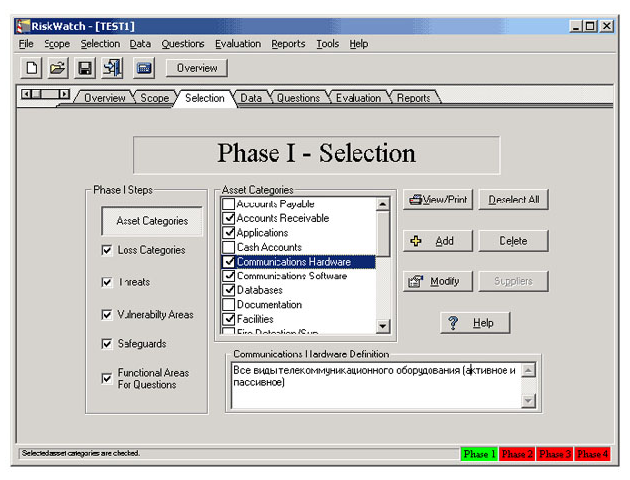 RiskWatch - [TEST1]
File Scope Selection Data Questions Evaluation Reports Tools Help
Overview
Overview Scope Selection Data Questions Evaluation Reports
Phase I - Selection
Phase I Steps
Asset Categories
Loss Categories
Threats
Vulnerabilty Areas
Safeguards
Functional Areas
For Questions
Asset Categories
Accounts Payable
Accounts Receivable
Applications
Cash Accounts
Communications Hardware
Communications Software
Databases
Documentation
Facilities
Fire Detection/Sup
View/Print Deselect All
Add Delete
Modify Suppliers
Help
Communications Hardware Definition
Все виды телекоммуникационного оборудования (активное и
пассивное)
Selected asset categories are checked.
Phase 1 Phase 2 Phase 3 Phase 4